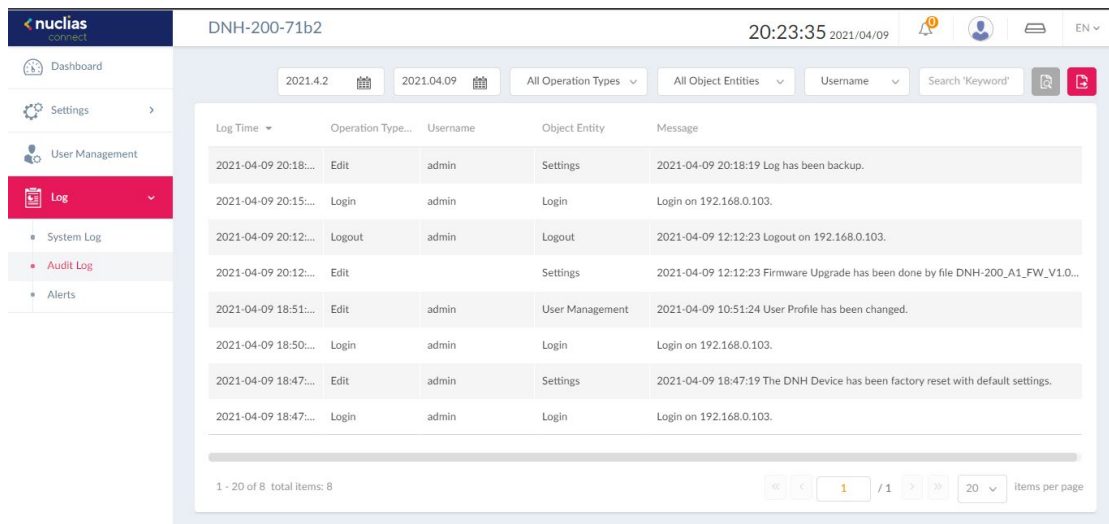 nuclias
connect
DNH-200-71b2
20:23:35 2021/04/09
0
EN
Dashboard
Settings
User Management
Log
System Log
Audit Log
Alerts
2021.4.2
2021.04.09
All Operation Types
All Object Entities
Username
Search 'Keyword'
Log Time Operation Type... Username Object Entity Message
2021-04-09 20:18:... Edit admin Settings 2021-04-09 20:18:19 Log has been backup.
2021-04-09 20:15:... Login admin Login Login on 192.168.0.103.
2021-04-09 20:12:... Logout admin Logout 2021-04-09 12:12:23 Logout on 192.168.0.103.
2021-04-09 20:12:... Edit Settings 2021-04-09 12:12:23 Firmware Upgrade has been done by file DNH-200_A1_FW_V1.0...
2021-04-09 18:51:... Edit admin User Management 2021-04-09 10:51:24 User Profile has been changed.
2021-04-09 18:50:... Login admin Login Login on 192.168.0.103.
2021-04-09 18:47:... Edit admin Settings 2021-04-09 18:47:19 The DNH Device has been factory reset with default settings.
2021-04-09 18:47:... Login admin Login Login on 192.168.0.103.
1 - 20 of 8 total items: 8
1 / 1 20 items per page